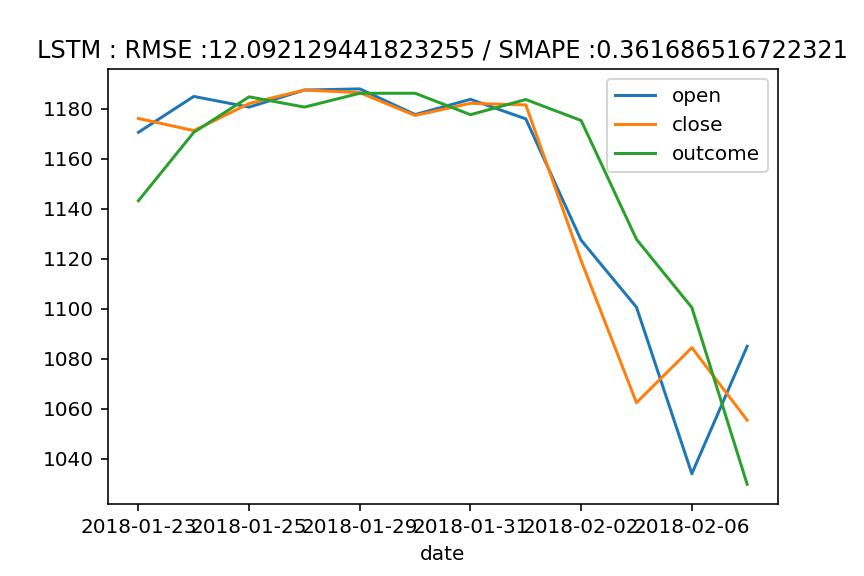 LSTM : RMSE :12.092129441823255 / SMAPE :0.361686516722321
open
close
outcome
1180
1160
1140
1120
1100
1080
1060
1040
2018-01-23 2018-01-25 2018-01-29 2018-01-31 2018-02-02 2018-02-06
date